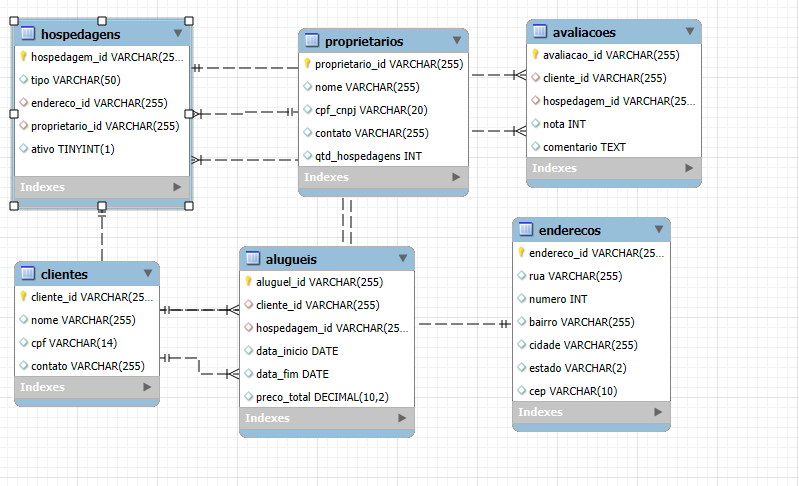 hospedagens
hospedagem_id VARCHAR(25...
tipo VARCHAR(50)
endereco_id VARCHAR(255)
proprietario_id VARCHAR(255)
ativo TINYINT(1)
Indexes
proprietarios
proprietario_id VARCHAR(255)
nome VARCHAR(255)
cpf_cnpj VARCHAR(20)
contato VARCHAR(255)
qtd_hospedagens INT
Indexes
avaliacoes
avaliacao_id VARCHAR(255)
cliente_id VARCHAR(255)
hospedagem_id VARCHAR(25...
nota INT
comentario TEXT
Indexes
clientes
cliente_id VARCHAR(25...
nome VARCHAR(255)
cpf VARCHAR(14)
contato VARCHAR(255)
Indexes
alugueis
aluguel_id VARCHAR(255)
cliente_id VARCHAR(255)
hospedagem_id VARCHAR(25...
data_inicio DATE
data_fim DATE
preco_total DECIMAL(10,2)
Indexes
enderecos
endereco_id VARCHAR(25...
rua VARCHAR(255)
numero INT
bairro VARCHAR(255)
cidade VARCHAR(255)
estado VARCHAR(2)
cep VARCHAR(10)
Indexes